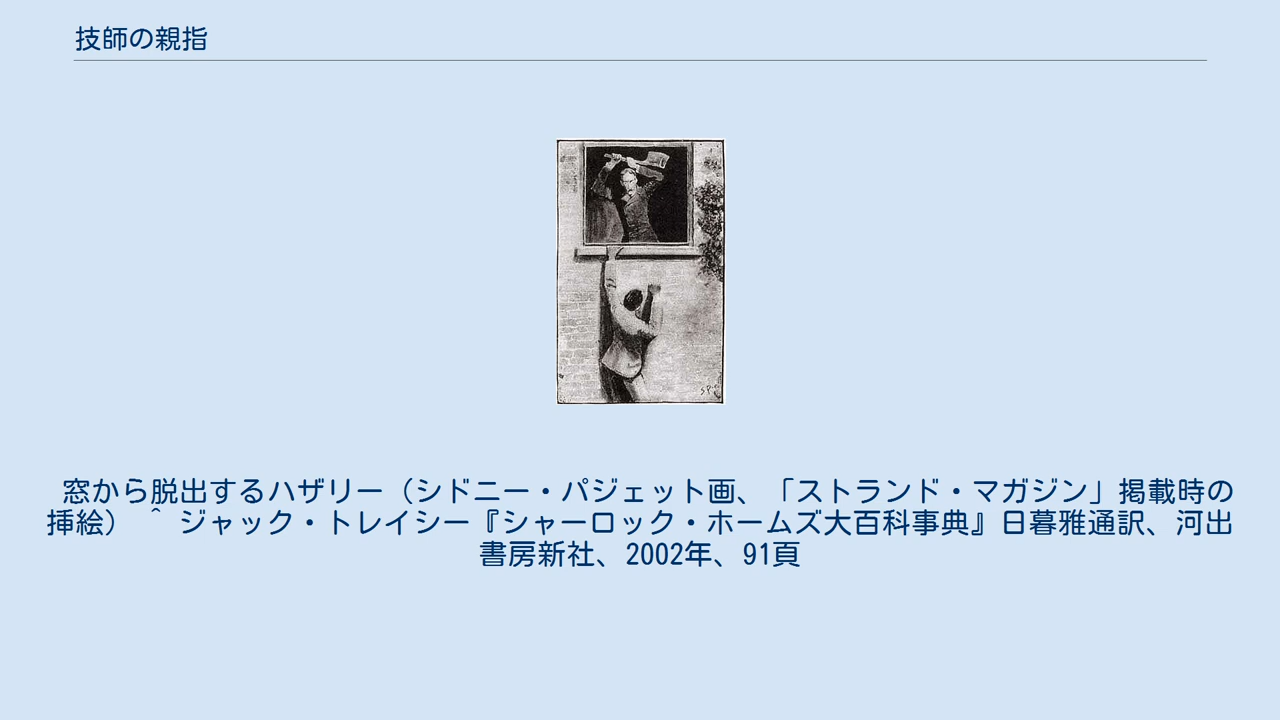 技師の親指
窓から脱出するハザリー（シドニー・パジェット画、「ストランド・マガジン」掲載時の
挿絵） ^ ジャック・トレイシー『シャーロック・ホームズ大百科事典』日暮雅通訳、河出
書房新社、2002年、91頁